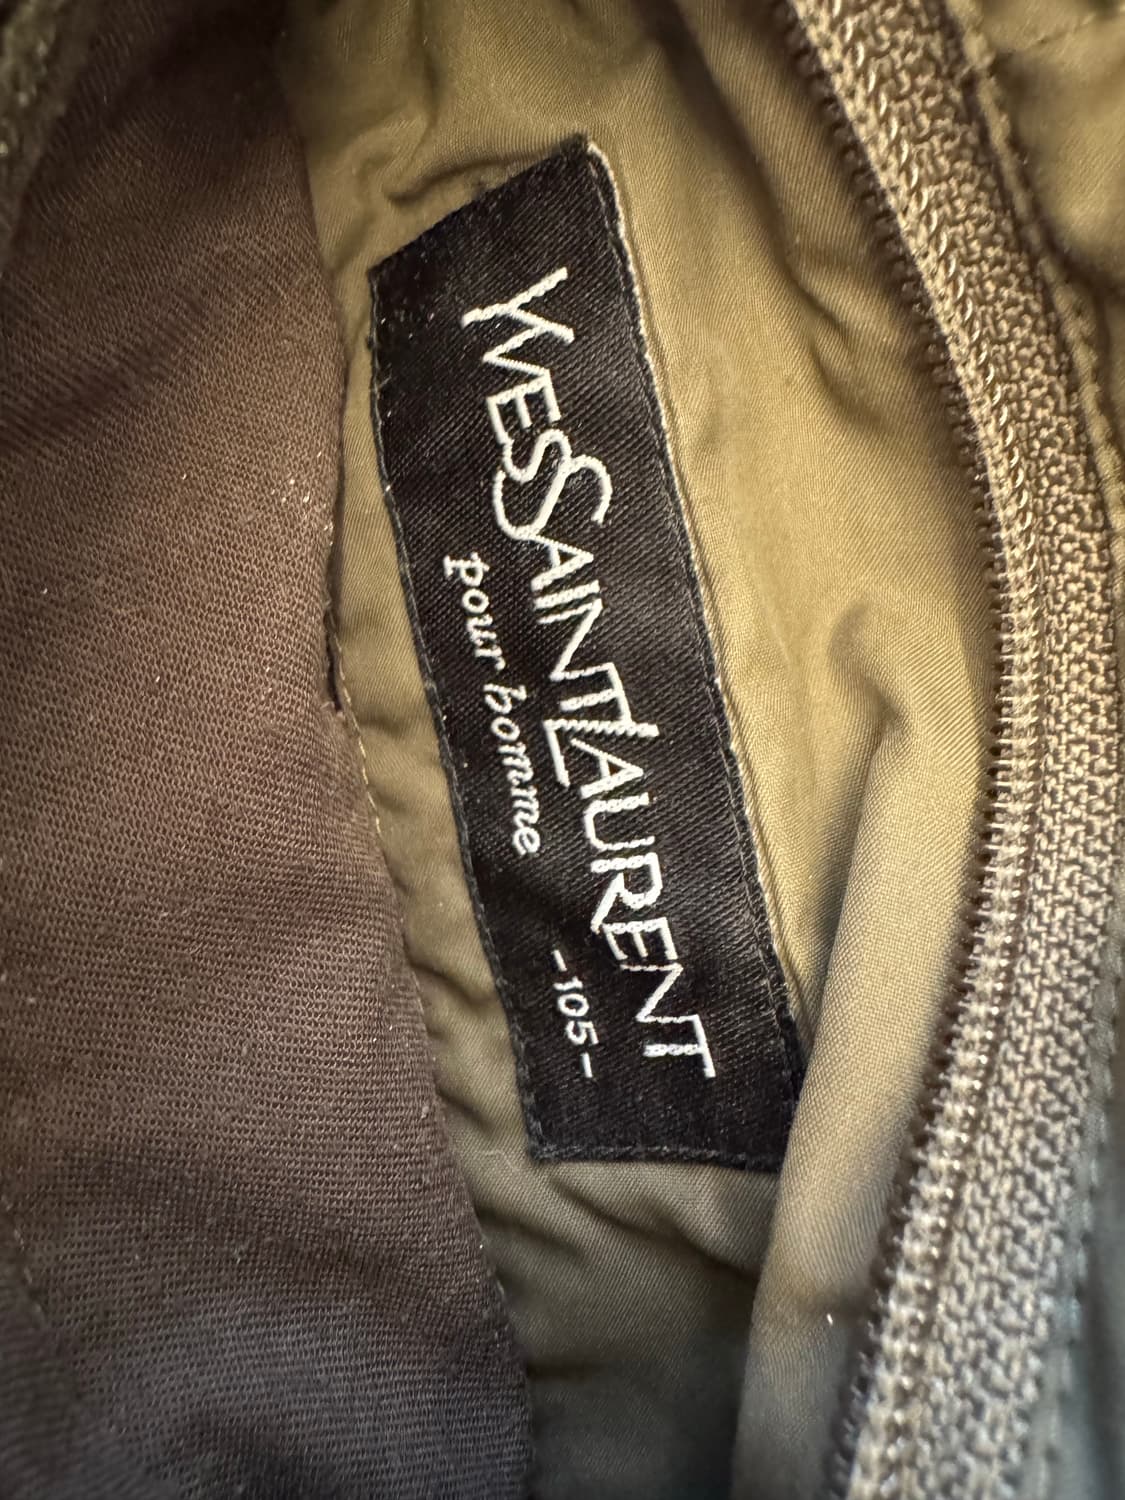 YVESSAINTLAURENT
pour homme
-105-